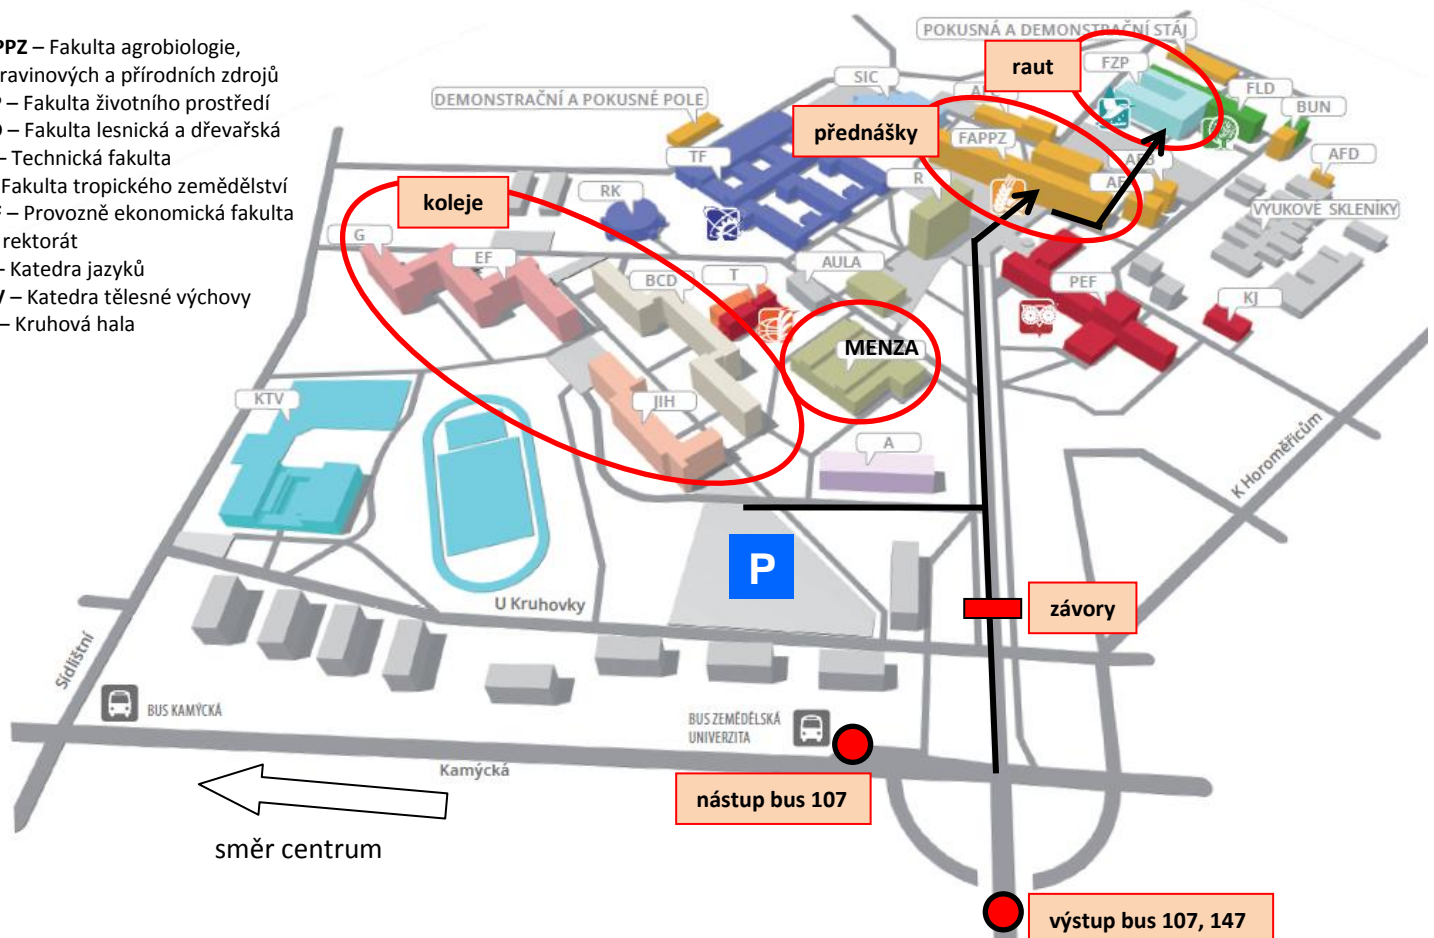 PPZ – Fakulta agrobiologie,
ravinových a přírodních zdrojů
– Fakulta životního prostředí
– Fakulta lesnická a dřevařská
– Technická fakulta
Fakulta tropického zemědělství
– Provozně ekonomická fakulta
rektorát
– Katedra jazyků
– Katedra tělesné výchovy
– Kruhová hala
POKUSNÁ A DEMONSTRAČNÍ STÁJ
raut
FZP
SIC
FLD
DEMONSTRAČNÍ A POKUSNÉ POLE
BUN
přednášky
FAPPZ
TF
AFD
R
RK
koleje
VÝUKOVÉ SKLENÍKY
G
EF
AULA
BCD
T
PEF
KJ
MENZA
KTV
JIH
A
K Horoměřicům
P
U Kruhovky
závory
Sídlištní
BUS KAMÝCKÁ
BUS ZEMĚDĚLSKÁ
UNIVERZITA
Kamýcká
nástup bus 107
směr centrum
výstup bus 107, 147